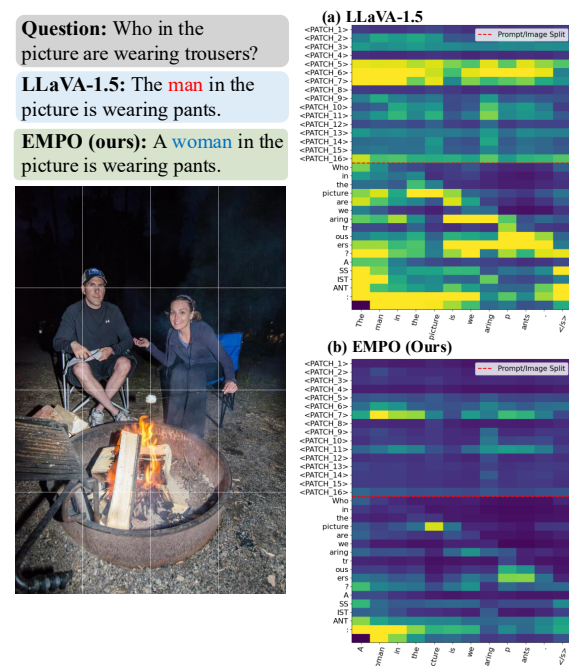 Question: Who in the
picture are wearing trousers?
LLaVA-1.5: The man in the
picture is wearing pants.
EMPO (ours): A woman in the
picture is wearing pants.
(a) LLaVA-1.5
Prompt/Image Split
<PATCH_1>
<PATCH_2>
<PATCH_3>
<PATCH_4>
<PATCH_5>
<PATCH_6>
<PATCH_7>
<PATCH_8>
<PATCH_9>
<PATCH_10>
<PATCH_11>
<PATCH_12>
<PATCH_13>
<PATCH_14>
<PATCH_15>
<PATCH_16>
Who
in
the
picture
are
we
aring
tr
ous
ers
?
A
SS
IST
ANT
:
The man in the picture is we aring p ants . </s>
(b) EMPO (Ours)
Prompt/Image Split
<PATCH_1>
<PATCH_2>
<PATCH_3>
<PATCH_4>
<PATCH_5>
<PATCH_6>
<PATCH_7>
<PATCH_8>
<PATCH_9>
<PATCH_10>
<PATCH_11>
<PATCH_12>
<PATCH_13>
<PATCH_14>
<PATCH_15>
<PATCH_16>
Who
in
the
picture
are
we
aring
tr
ous
ers
?
A
SS
IST
ANT
:
A oman in the cture is we aring p ants . </s>